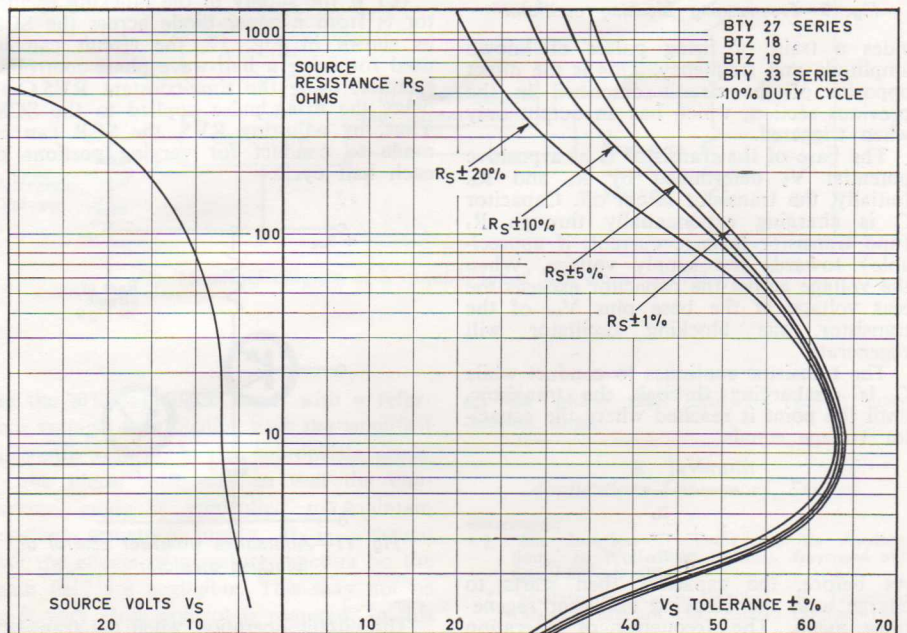 1000
SOURCE
RESISTANCE - RS
OHMS
BTY 27 SERIES
BTZ 18
BTZ 19
BTY 33 SERIES
10% DUTY CYCLE
RS±20%
RS±10%
RS±5%
RS±1%
100
10
SOURCE VOLTS VS
VS TOLERANCE ± %
20 10 0 10 20 30 40 50 60 70